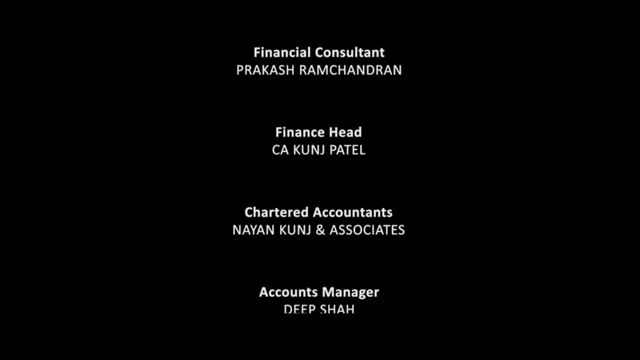 Financial Consultant
PRAKASH RAMCHANDRAN
Finance Head
CA KUNJ PATEL
Chartered Accountants
NAYAN KUNJ & ASSOCIATES
Accounts Manager
DEEP SHAH